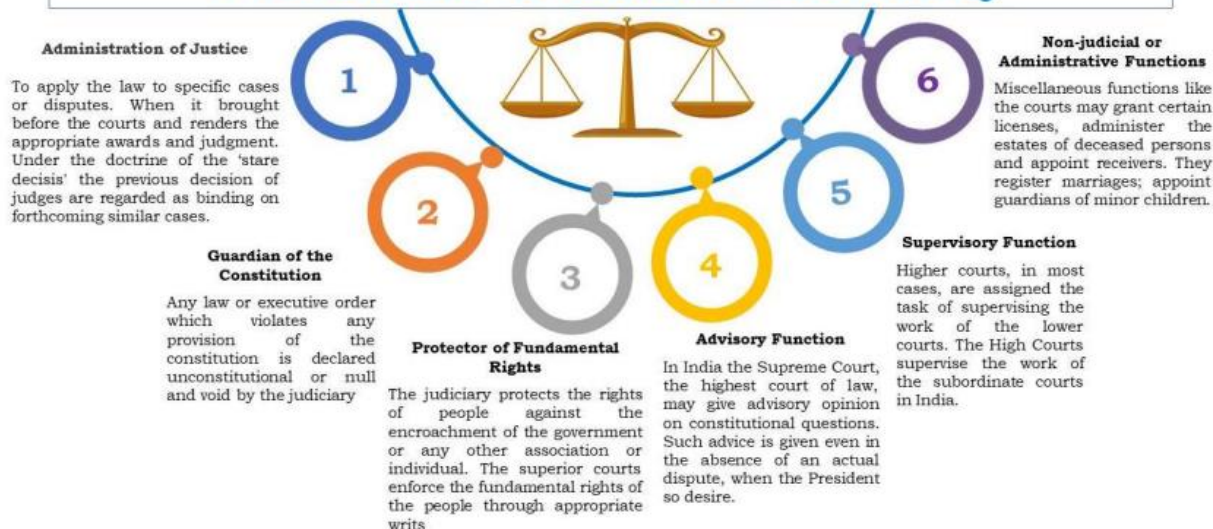 1
Administration of Justice
To apply the law to specific cases
or disputes. When it brought
before the courts and renders the
appropriate awards and judgment.
Under the doctrine of the 'stare
decisis' the previous decision of
judges are regarded as binding on
forthcoming similar cases.
2
Guardian of the
Constitution
Any law or executive order
which violates any
provision of the
constitution is declared
unconstitutional or null
and void by the judiciary
3
Protector of Fundamental
Rights
The judiciary protects the rights
of people against the
encroachment of the government
or any other association or
individual. The superior courts
enforce the fundamental rights of
the people through appropriate
writs
4
Advisory Function
In India the Supreme Court,
the highest court of law,
may give advisory opinion
on constitutional questions.
Such advice is given even in
the absence of an actual
dispute, when the President
so desire.
5
Supervisory Function
Higher courts, in most
cases, are assigned the
task of supervising the
work of the lower
courts. The High Courts
supervise the work of
the subordinate courts
in India.
6
Non-judicial or
Administrative Functions
Miscellaneous functions like
the courts may grant certain
licenses, administer the
estates of deceased persons
and appoint receivers. They
register marriages; appoint
guardians of minor children.